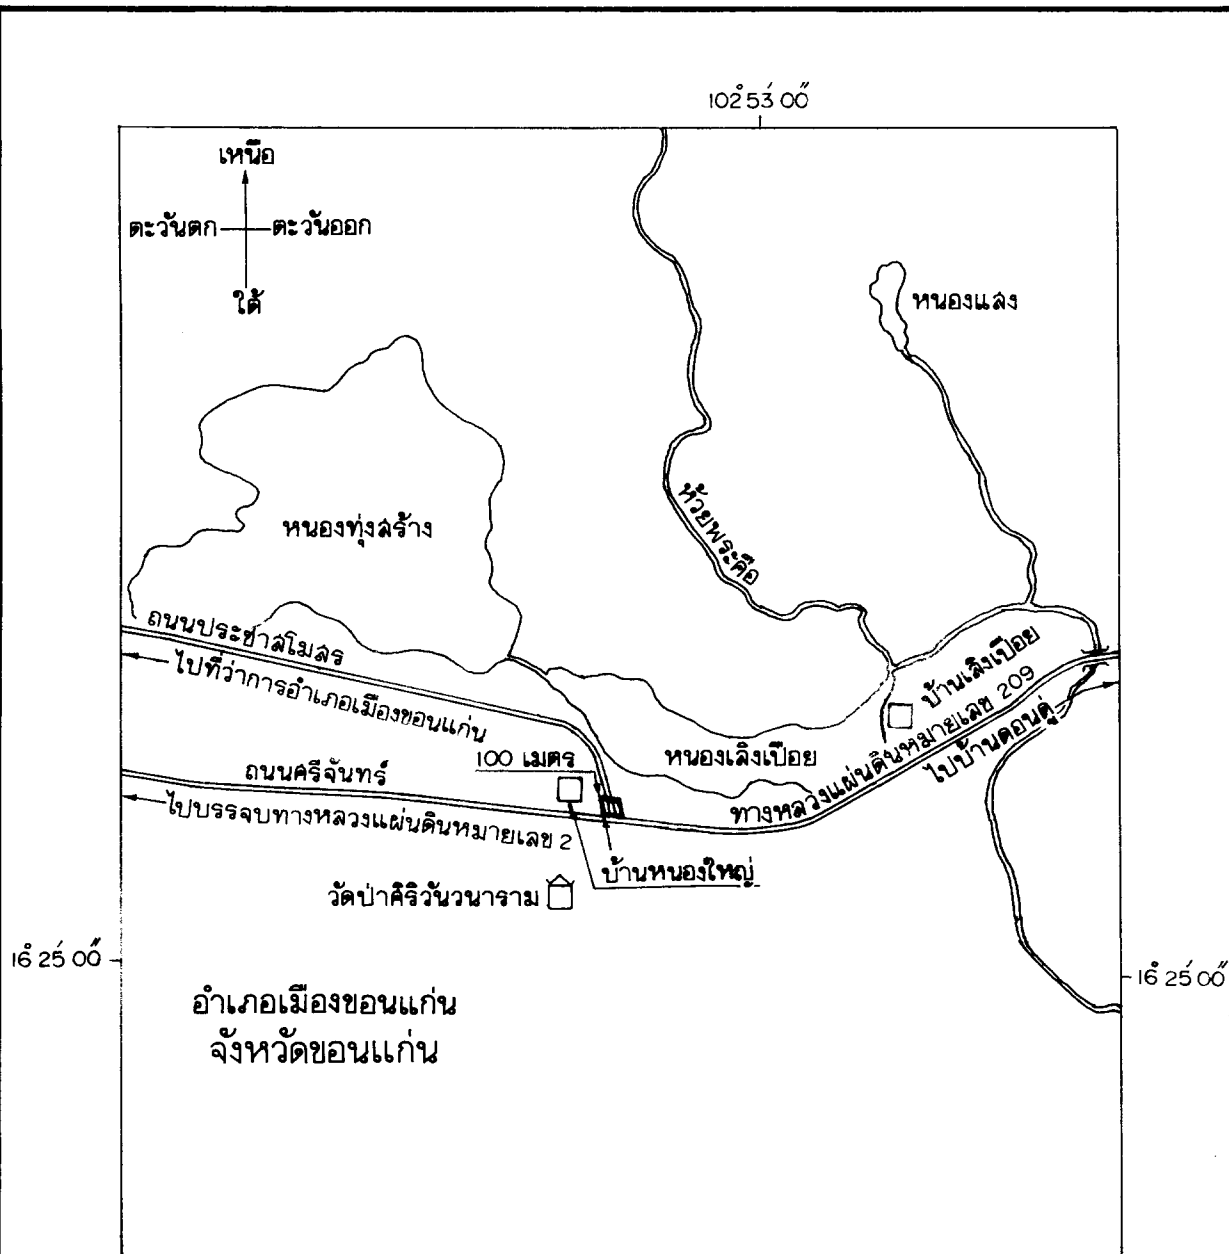 102° 53′ 00″
เหนือ
ตะวันตก
ตะวันออก
ใต้
หนองแสง
หนองทุ่งสร้าง
ห้วยพระคือ
ถนนประชาสโมสร
ไปที่ว่าการอำเภอเมืองขอนแก่น
บ้านเลิงเปือย
ทางหลวงแผ่นดินหมายเลข 209
ไปบ้านดอนดู่
หนองเลิงเปือย
100 เมตร
ถนนศรีจันทร์
ไปบรรจบทางหลวงแผ่นดินหมายเลข 2
บ้านหนองใหญ่
วัดป่าคีริวันวนาราม
16° 25′ 00″
16° 25′ 00″
อำเภอเมืองขอนแก่น
จังหวัดขอนแก่น